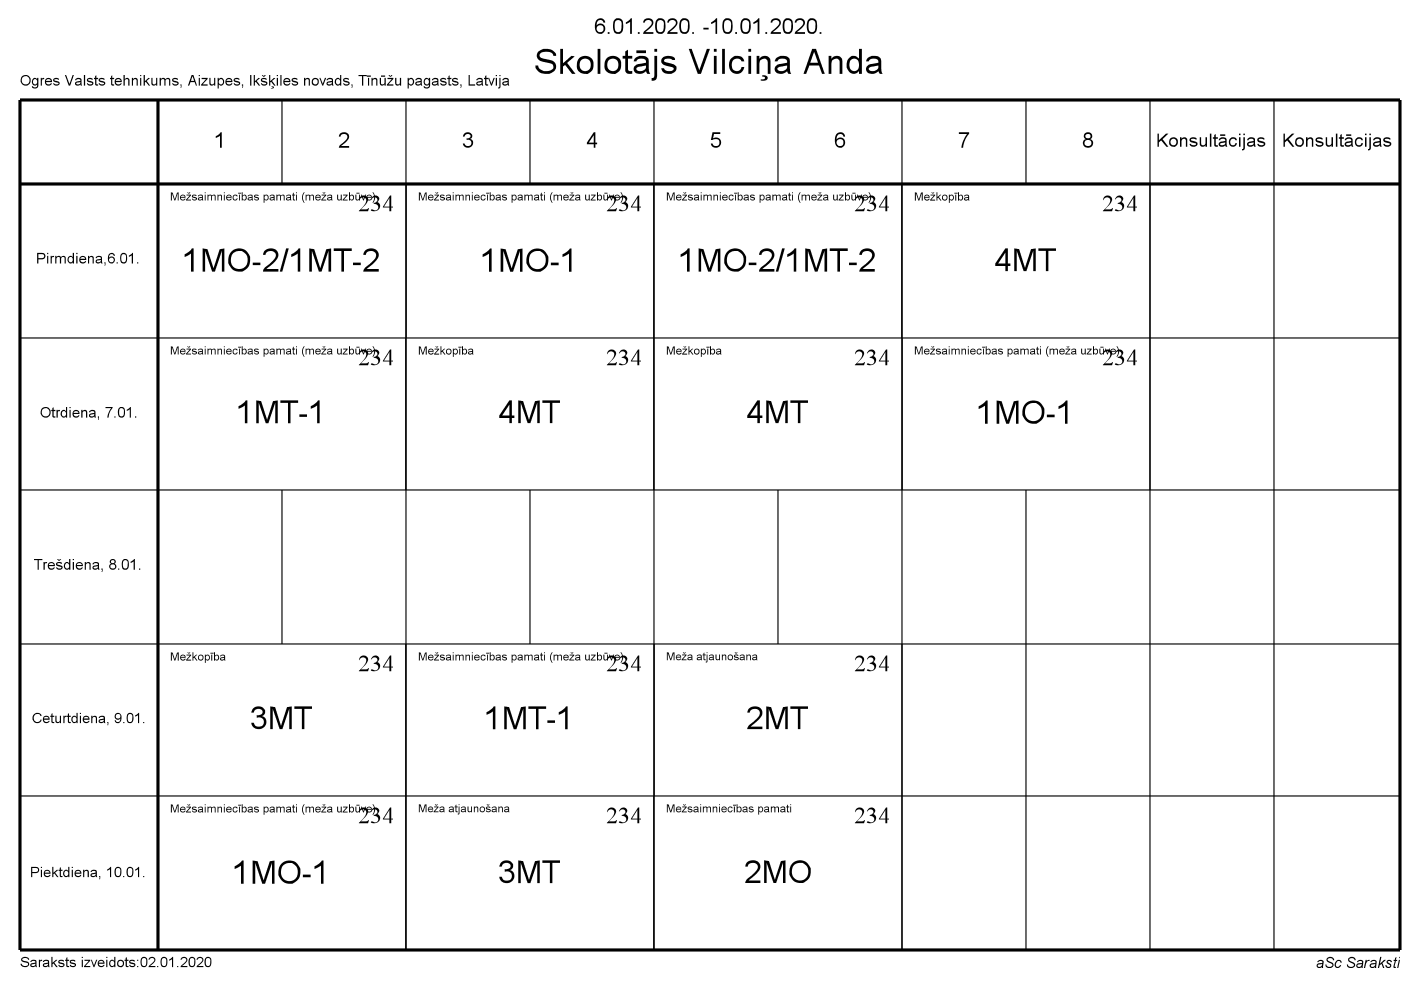 6.01.2020. -10.01.2020.
Skolotājs Vilciņa Anda
Ogres Valsts tehnikums, Aizupes, Ikšķiles novads, Tīnūžu pagasts, Latvija
1 2 3 4 5 6 7 8 Konsultācijas Konsultācijas
Mežsaimniecības pamati (meža uzbūve) 234 Mežsaimniecības pamati (meža uzbūve) 234 Mežsaimniecības pamati (meža uzbūve) 234 Mežkopība 234
Pirmdiena,6.01. 1MO-2/1MT-2 1MO-1 1MO-2/1MT-2 4MT
Mežsaimniecības pamati (meža uzbūve) 234 Mežkopība 234 Mežkopība 234 Mežsaimniecības pamati (meža uzbūve) 234
Otrdiena, 7.01. 1MT-1 4MT 4MT 1MO-1
Trešdiena, 8.01.
Mežkopība 234 Mežsaimniecības pamati (meža uzbūve) 234 Meža atjaunošana 234
Ceturtdiena, 9.01. 3MT 1MT-1 2MT
Mežsaimniecības pamati (meža uzbūve) 234 Meža atjaunošana 234 Mežsaimniecības pamati 234
Piektdiena, 10.01. 1MO-1 3MT 2MO
Saraksts izveidots:02.01.2020 aSc Saraksti